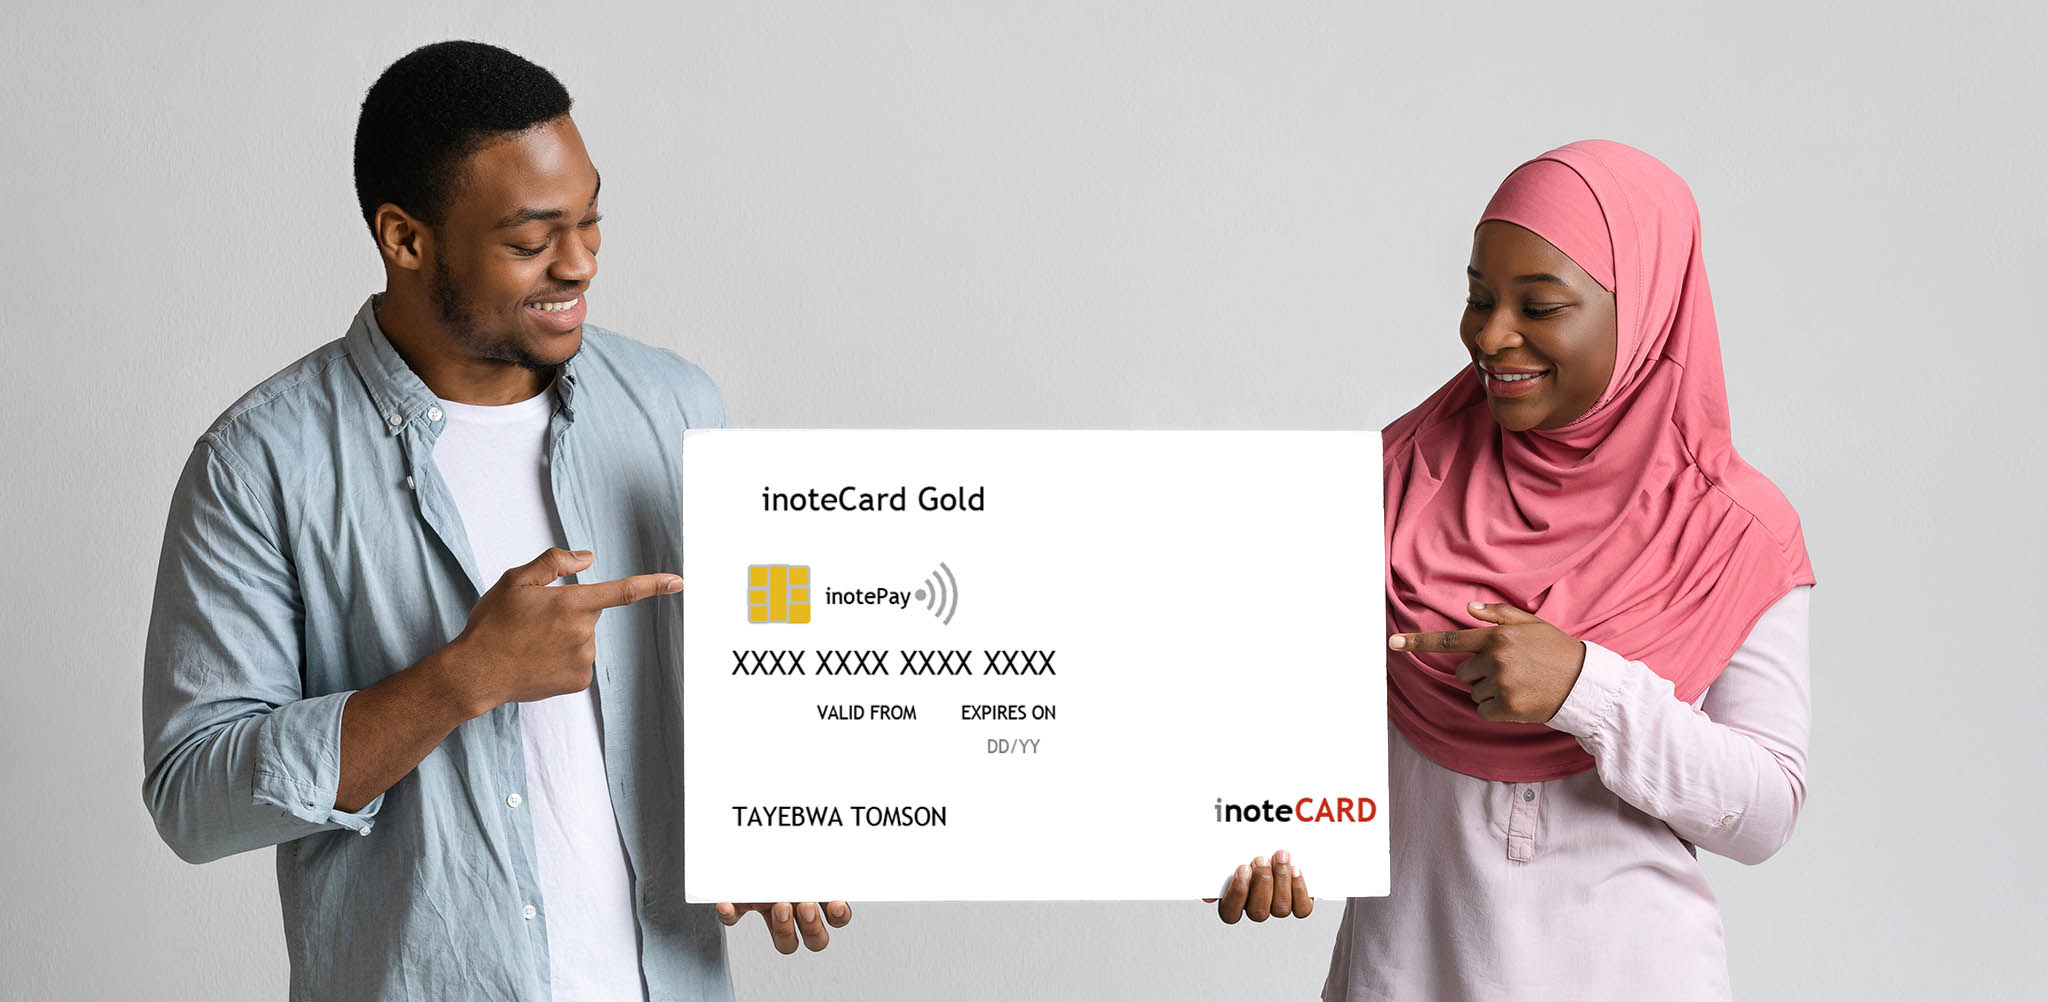 inoteCard Gold
inotePay
XXXX XXXX XXXX XXXX
VALID FROM EXPIRES ON
DD/YY
TAYEBWA TOMSON
inoteCARD